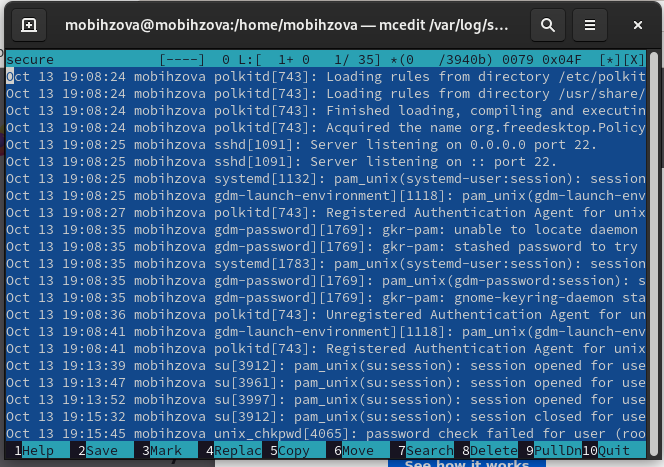 mobihzova@mobihzova:/home/mobihzova — mcedit /var/log/s...
secure [----] 0 L:[ 1+ 0 1/ 35] *(0 /3940b) 0079 0x04F [*][X]
Oct 13 19:08:24 mobihzova polkitd[743]: Loading rules from directory /etc/polkit
Oct 13 19:08:24 mobihzova polkitd[743]: Loading rules from directory /usr/share/
Oct 13 19:08:24 mobihzova polkitd[743]: Finished loading, compiling and executin
Oct 13 19:08:24 mobihzova polkitd[743]: Acquired the name org.freedesktop.Policy
Oct 13 19:08:25 mobihzova sshd[1091]: Server listening on 0.0.0.0 port 22.
Oct 13 19:08:25 mobihzova sshd[1091]: Server listening on :: port 22.
Oct 13 19:08:25 mobihzova systemd[1132]: pam_unix(systemd-user:session): session
Oct 13 19:08:25 mobihzova gdm-launch-environment][1118]: pam_unix(gdm-launch-env
Oct 13 19:08:27 mobihzova polkitd[743]: Registered Authentication Agent for unix
Oct 13 19:08:35 mobihzova gdm-password][1769]: gkr-pam: unable to locate daemon
Oct 13 19:08:35 mobihzova gdm-password][1769]: gkr-pam: stashed password to try
Oct 13 19:08:35 mobihzova systemd[1783]: pam_unix(systemd-user:session): session
Oct 13 19:08:35 mobihzova gdm-password][1769]: pam_unix(gdm-password:session): s
Oct 13 19:08:35 mobihzova gdm-password][1769]: gkr-pam: gnome-keyring-daemon sta
Oct 13 19:08:36 mobihzova polkitd[743]: Unregistered Authentication Agent for un
Oct 13 19:08:41 mobihzova gdm-launch-environment][1118]: pam_unix(gdm-launch-env
Oct 13 19:08:41 mobihzova polkitd[743]: Registered Authentication Agent for unix
Oct 13 19:13:39 mobihzova su[3912]: pam_unix(su:session): session opened for use
Oct 13 19:13:47 mobihzova su[3961]: pam_unix(su:session): session opened for use
Oct 13 19:13:52 mobihzova su[3997]: pam_unix(su:session): session opened for use
Oct 13 19:15:32 mobihzova su[3912]: pam_unix(su:session): session closed for use
Oct 13 19:15:45 mobihzova unix_chkpwd[4065]: password check failed for user (roo
1Help 2Save 3Mark 4Replac 5Copy 6Move 7Search 8Delete 9PullDn 10Quit
See how it works